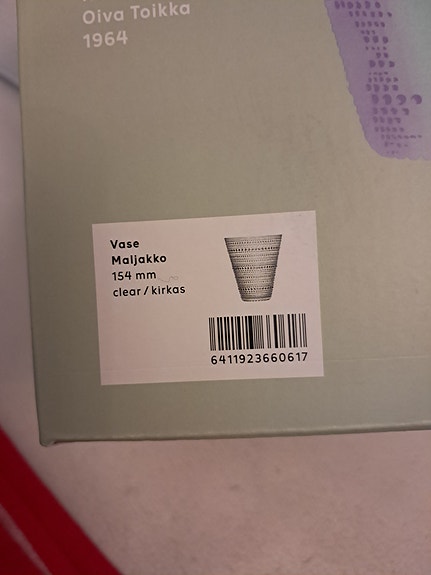 Oiva Toikka
1964
Vase
Maljakko
154 mm
clear / kirkas
6411923660617